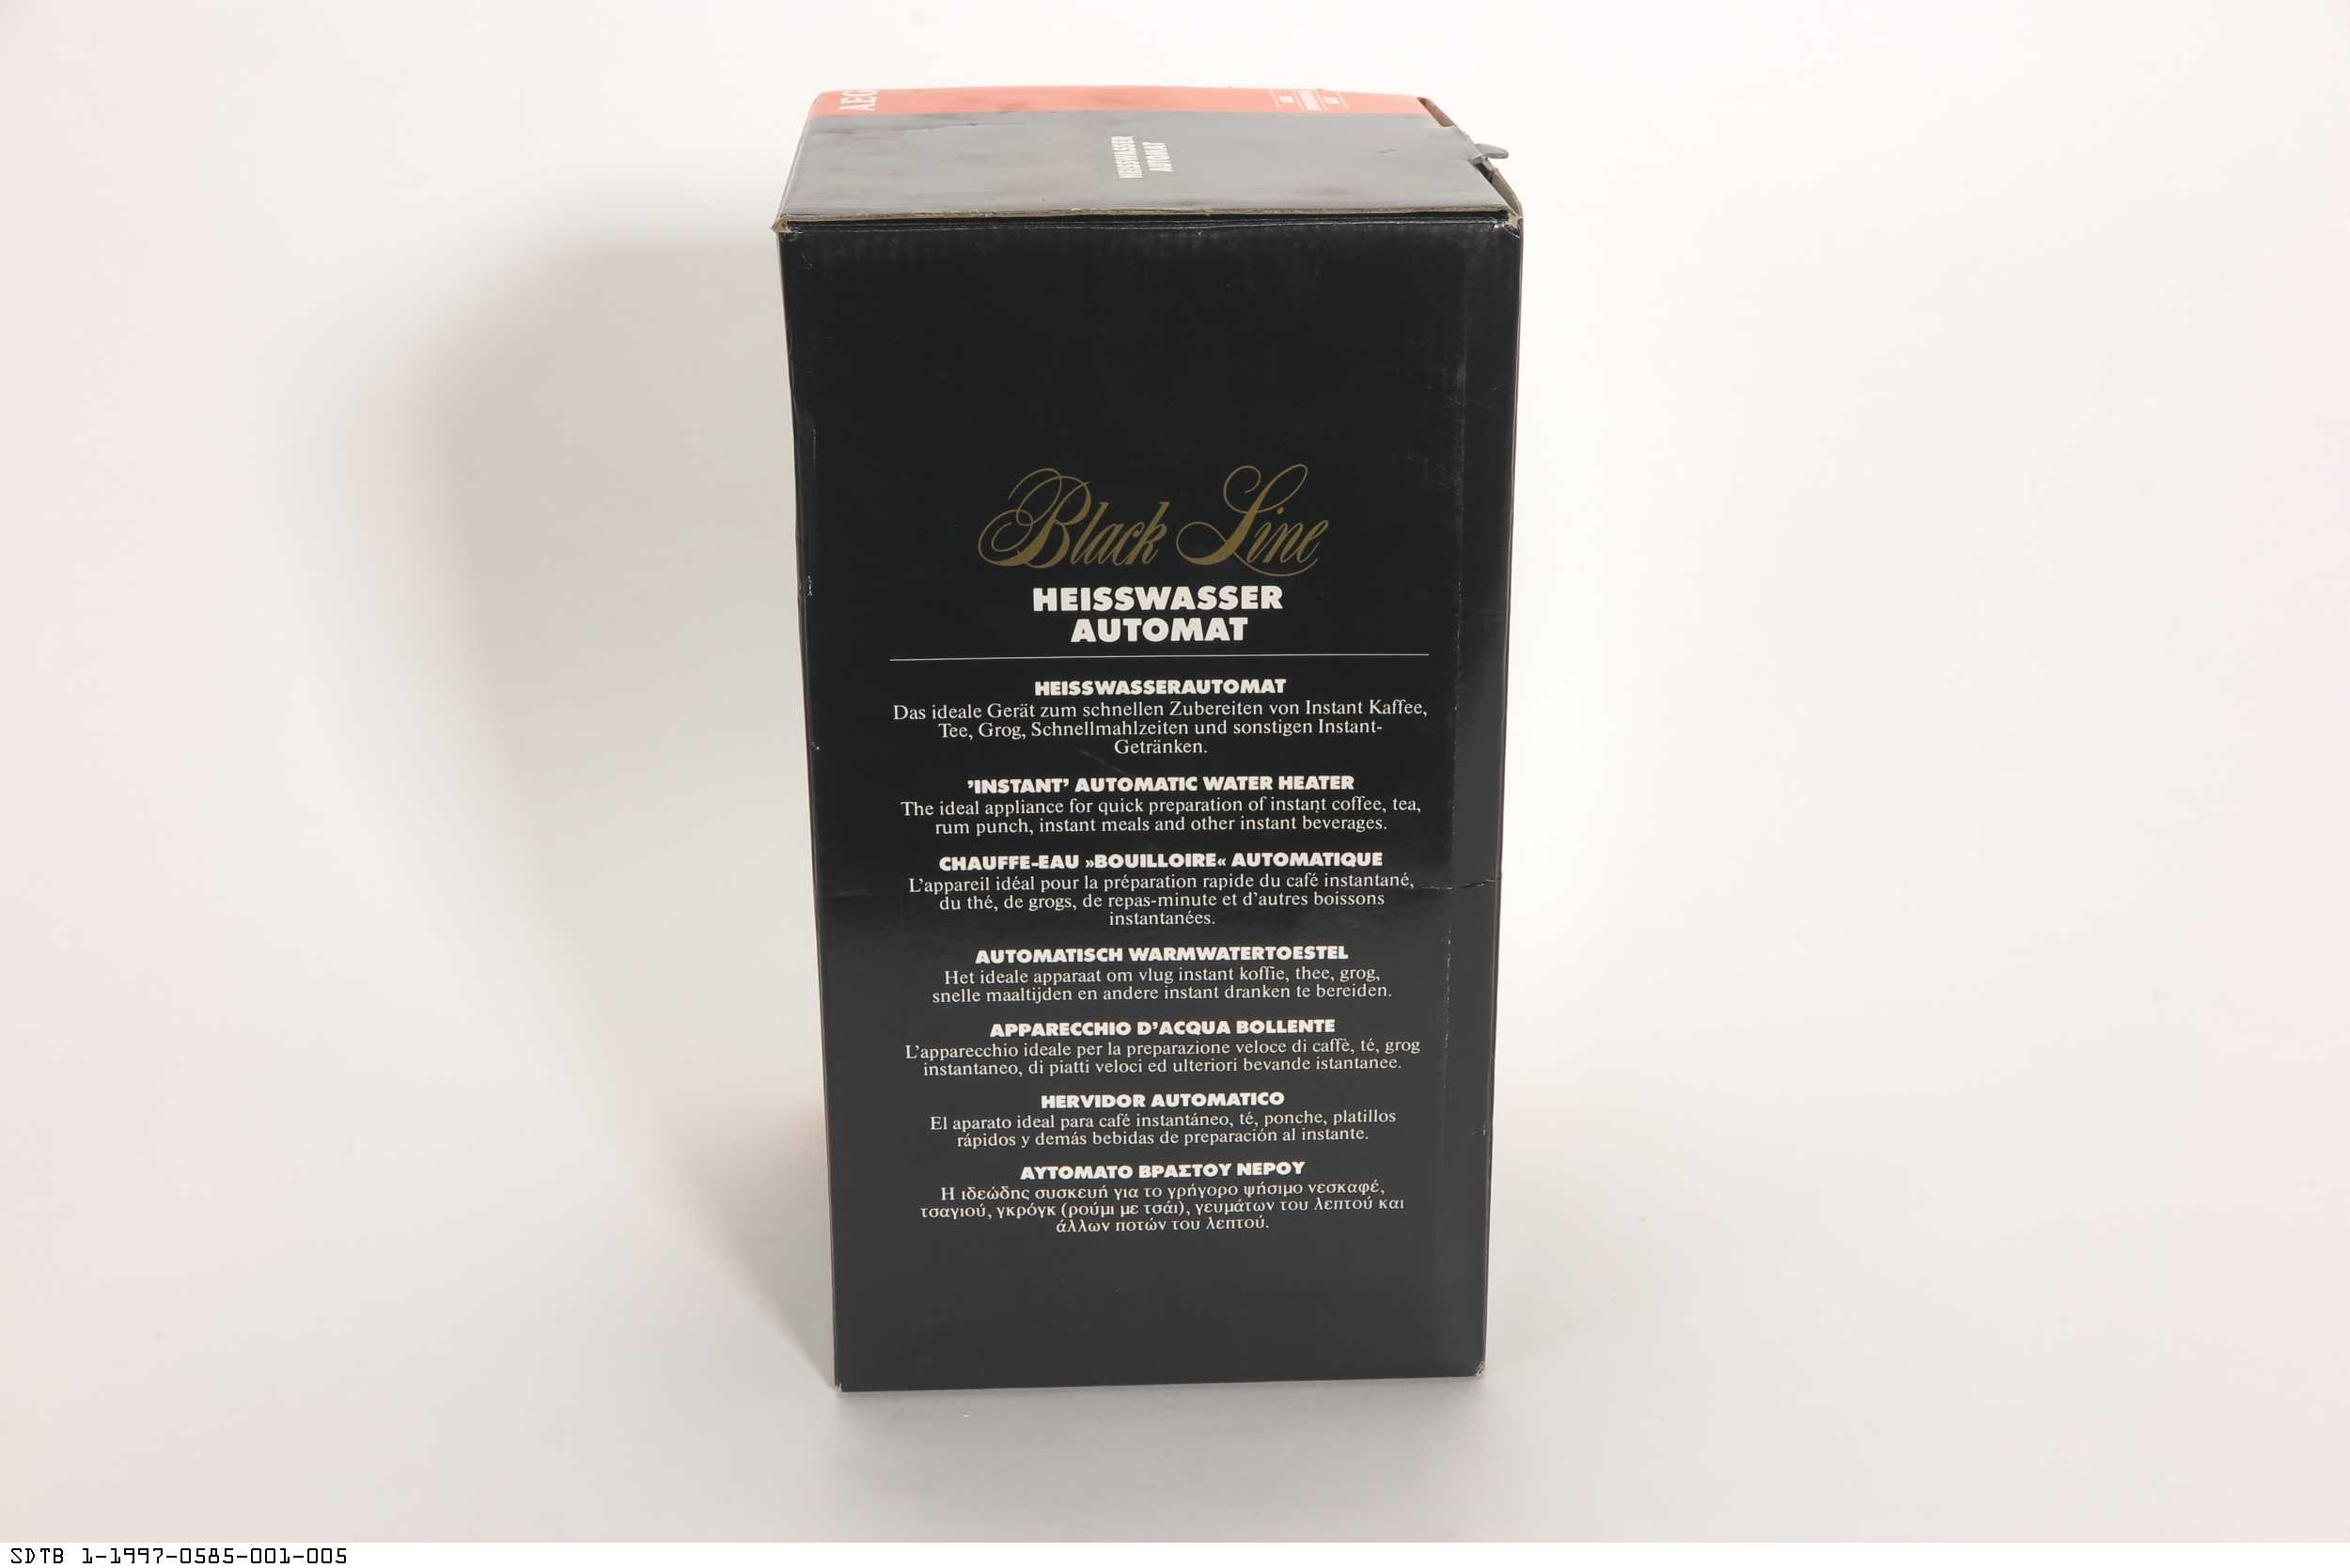 AEG
HEISSWASSER
AUTOMAT
Black Line
HEISSWASSER
AUTOMAT
HEISSWASSERAUTOMAT
Das ideale Gerät zum schnellen Zubereiten von Instant Kaffee,
Tee, Grog, Schnellmahlzeiten und sonstigen Instant-
Getränken.
'INSTANT' AUTOMATIC WATER HEATER
The ideal appliance for quick preparation of instant coffee, tea,
rum punch, instant meals and other instant beverages.
CHAUFFE-EAU »BOUILLOIRE« AUTOMATIQUE
L'appareil idéal pour la préparation rapide du café instantané,
du thé, de grogs, de repas-minute et d'autres boissons
instantanées.
AUTOMATISCH WARMWATERTOESTEL
Het ideale apparaat om vlug instant koffie, thee, grog,
snelle maaltijden en andere instant dranken te bereiden.
APPARECCHIO D'ACQUA BOLLENTE
L'apparecchio ideale per la preparazione veloce di caffè, té, grog
instantaneo, di piatti veloci ed ulteriori bevande istantanee.
HERVIDOR AUTOMATICO
El aparato ideal para café instantáneo, té, ponche, platillos
rápidos y demás bebidas de preparación al instante.
ΑΥΤΟΜΑΤΟ ΒΡΑΣΤΟΥ ΝΕΡΟΥ
Η ιδεώδης συσκευή για το γρήγορο ψήσιμο νεσκαφέ,
τσαγιού, γκρόγκ (ρούμι με τσάι), γευμάτων του λεπτού και
άλλων ποτών του λεπτού.
SDTB 1-1997-0585-001-005